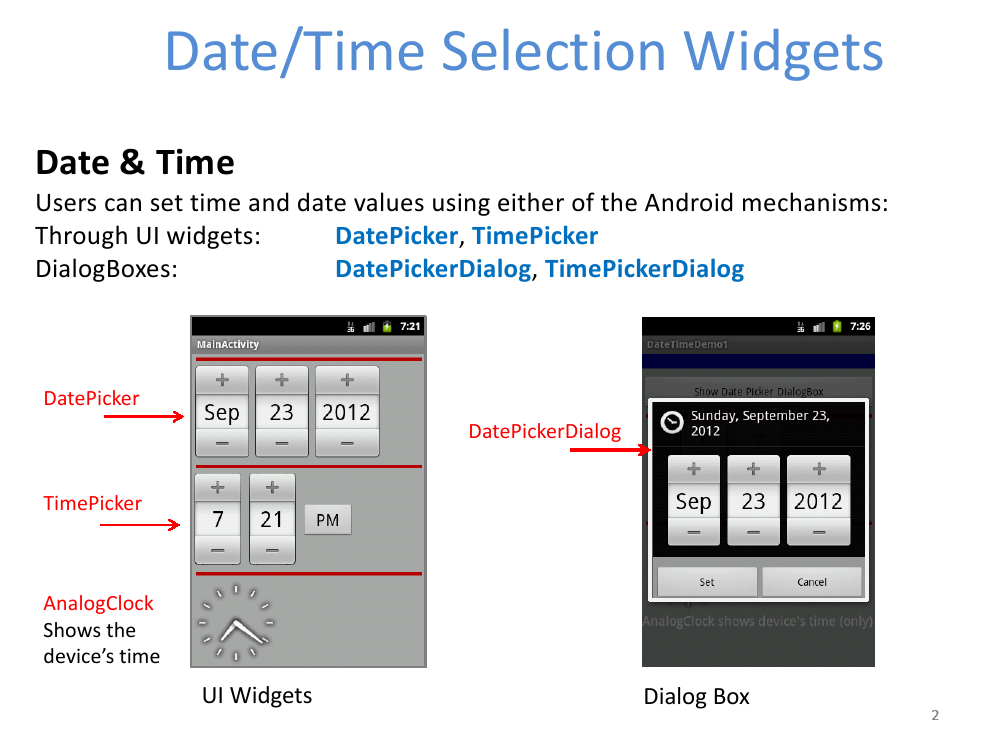 Date/Time Selection Widgets
Date & Time
Users can set time and date values using either of the Android mechanisms:
Through UI widgets: DatePicker, TimePicker
DialogBoxes: DatePickerDialog, TimePickerDialog
7:21
MainActivity
DatePicker
+ + +
Sep 23 2012
− − −
TimePicker
+ +
7 21 PM
− −
AnalogClock
Shows the
device’s time
UI Widgets
7:26
DateTimeDemo1
Show Date Picker DialogBox
DatePickerDialog
Sunday, September 23,
2012
+ + +
Sep 23 2012
− − −
Set Cancel
AnalogClock shows device's time (only)
Dialog Box
2